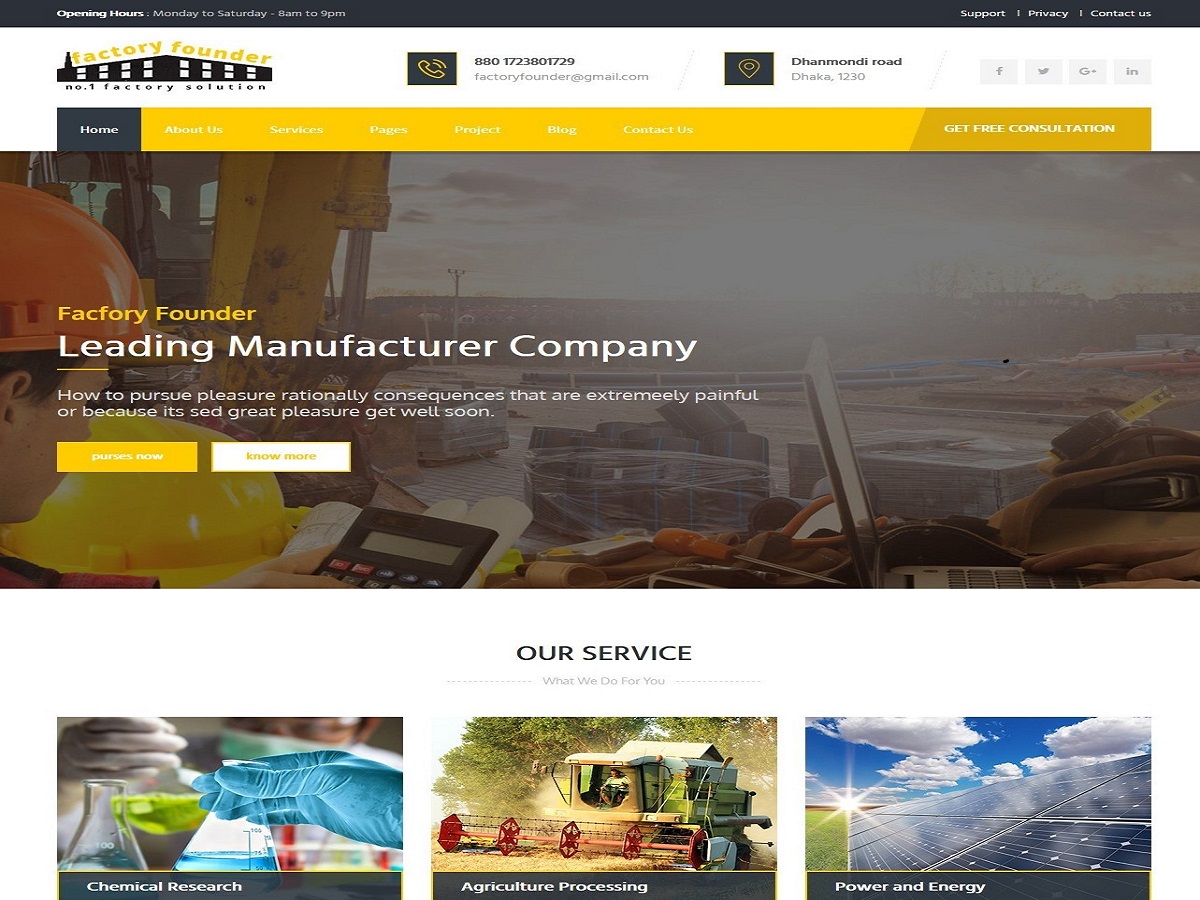 Opening Hours : Monday to Saturday - 8am to 9pm
Support | Privacy | Contact us
factory founder
no.1 factory solution
880 1723801729
factoryfounder@gmail.com
Dhanmondi road
Dhaka, 1230
Home About Us Services Pages Project Blog Contact Us GET FREE CONSULTATION
Facfory Founder
Leading Manufacturer Company
How to pursue pleasure rationally consequences that are extremeely painful
or because its sed great pleasure get well soon.
purses now know more
OUR SERVICE
What We Do For You
100
100
75
Chemical Research Agriculture Processing Power and Energy